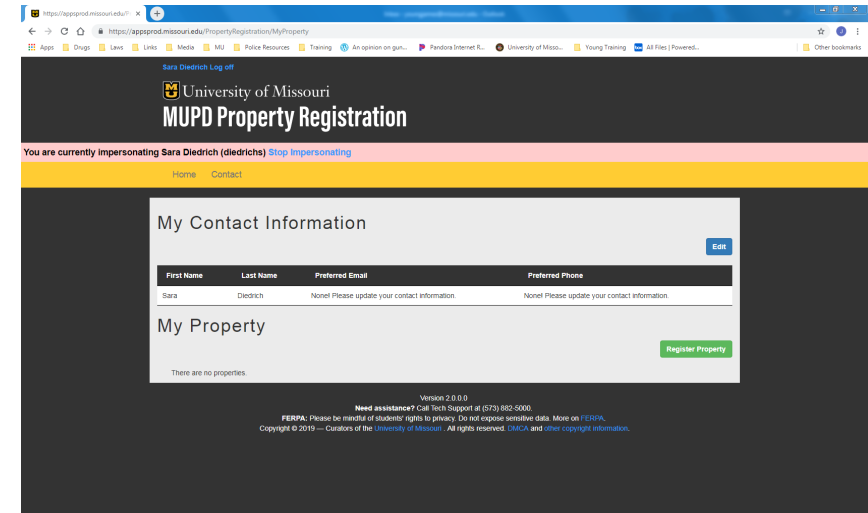 https://appsprod.missouri.edu/P
https://appsprod.missouri.edu/PropertyRegistration/MyProperty
Apps Drugs Laws Links Media MU Police Resources Training An opinion on gun... Pandora Internet R... University of Misso... Young Training All Files | Powered... Other bookmarks
Sara Diedrich Log off
University of Missouri
MUPD Property Registration
You are currently impersonating Sara Diedrich (diedrichs) Stop Impersonating
Home Contact
My Contact Information
Edit
First Name Last Name Preferred Email Preferred Phone
Sara Diedrich None! Please update your contact information. None! Please update your contact information.
My Property
Register Property
There are no properties.
Version 2.0.0.0
Need assistance? Call Tech Support at (573) 882-5000.
FERPA: Please be mindful of students' rights to privacy. Do not expose sensitive data. More on FERPA.
Copyright © 2019 — Curators of the University of Missouri . All rights reserved. DMCA and other copyright information.